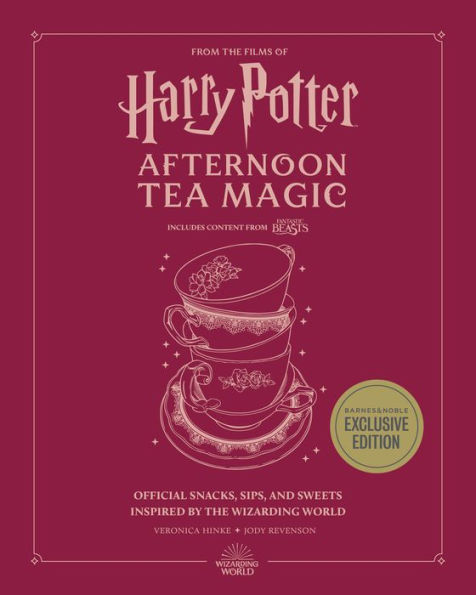 FROM THE FILMS OF
Harry Potter
AFTERNOON
TEA MAGIC
INCLUDES CONTENT FROM FANTASTIC BEASTS
BARNES&NOBLE
EXCLUSIVE
EDITION
OFFICIAL SNACKS, SIPS, AND SWEETS
INSPIRED BY THE WIZARDING WORLD
VERONICA HINKE + JODY REVENSON
WIZARDING
WORLD